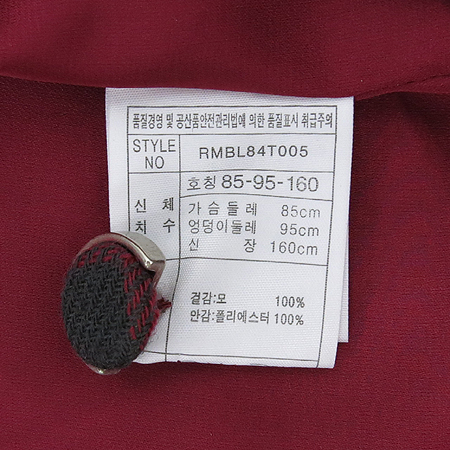 품질경영 및 공산품안전관리법에 의한 품질표시 취급주의
STYLE NO RMBL84T005
호칭 85-95-160
신체 치수
가슴둘레 85cm
엉덩이둘레 95cm
신장 160cm
겉감:모 100%
안감:폴리에스터 100%